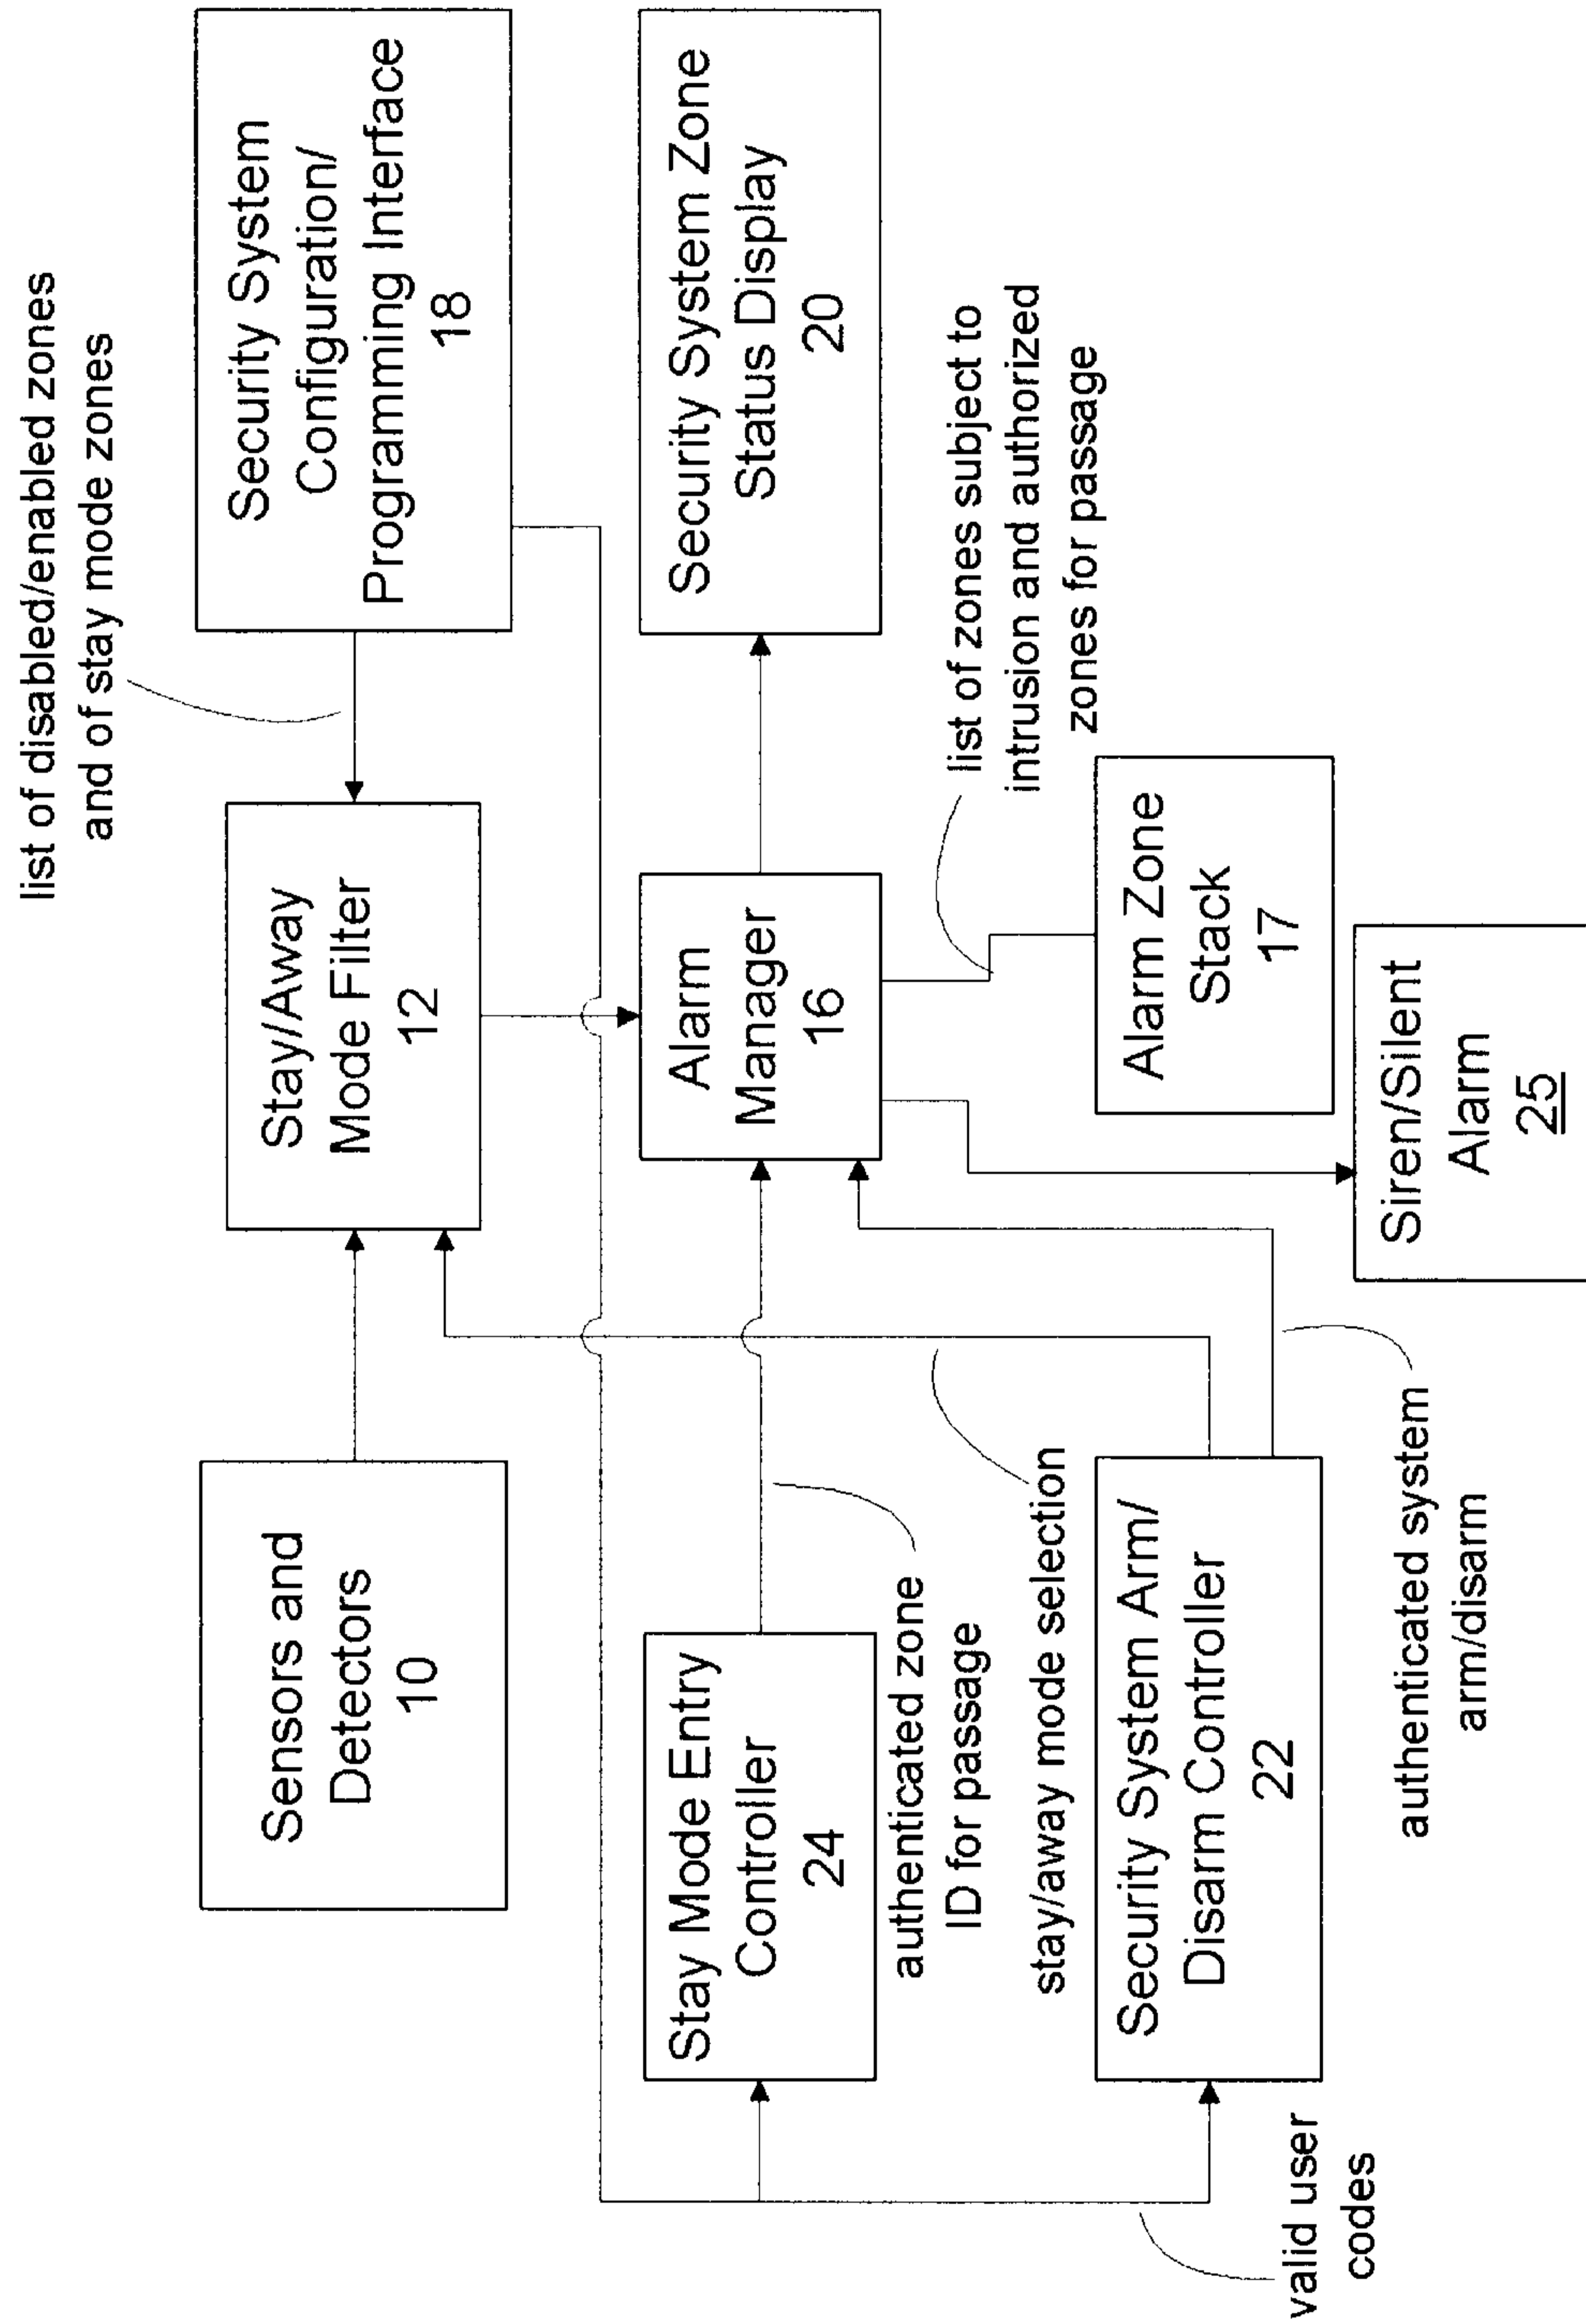 list of disabled/enabled zones
and of stay mode zones
Sensors and
Detectors
10
Stay/Away
Mode Filter
12
Security System
Configuration/
Programming Interface
18
Stay Mode Entry
Controller
24
Alarm
Manager
16
Security System Zone
Status Display
20
authenticated zone
ID for passage
list of zones subject to
intrusion and authorized
zones for passage
stay/away mode selection
Security System Arm/
Disarm Controller
22
Alarm Zone
Stack
17
valid user
codes
authenticated system
arm/disarm
Siren/Silent
Alarm
25